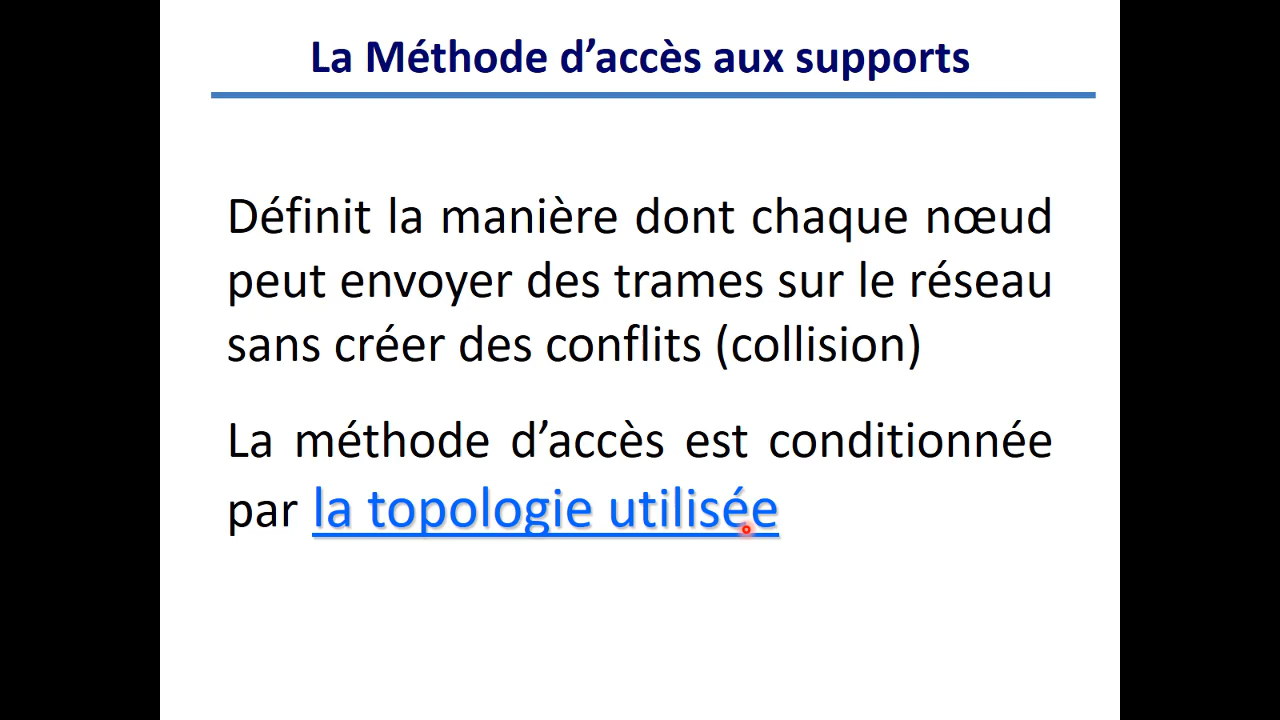 La Méthode d’accès aux supports
Définit la manière dont chaque nœud
peut envoyer des trames sur le réseau
sans créer des conflits (collision)
La méthode d’accès est conditionnée
par la topologie utilisée